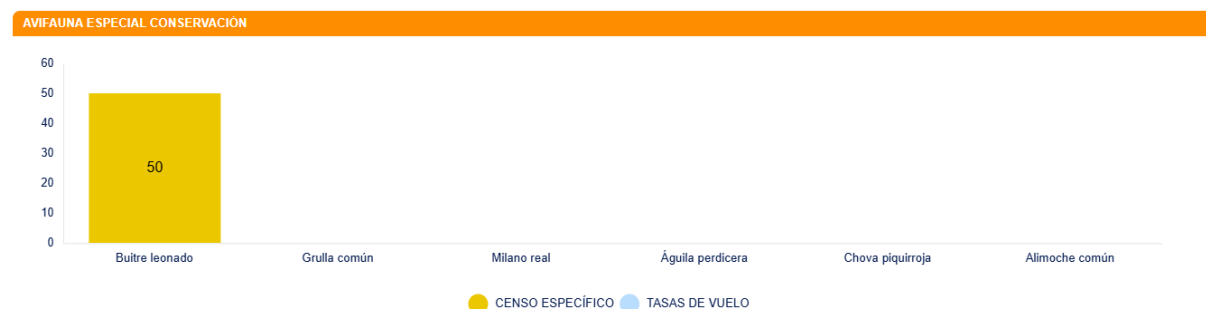 AVIFAUNA ESPECIAL CONSERVACIÓN
60
50
40
30
20
10
0
50
Buitre leonado Grulla común Milano real Águila perdicera Chova piquirroja Alimoche común
CENSO ESPECÍFICO TASAS DE VUELO